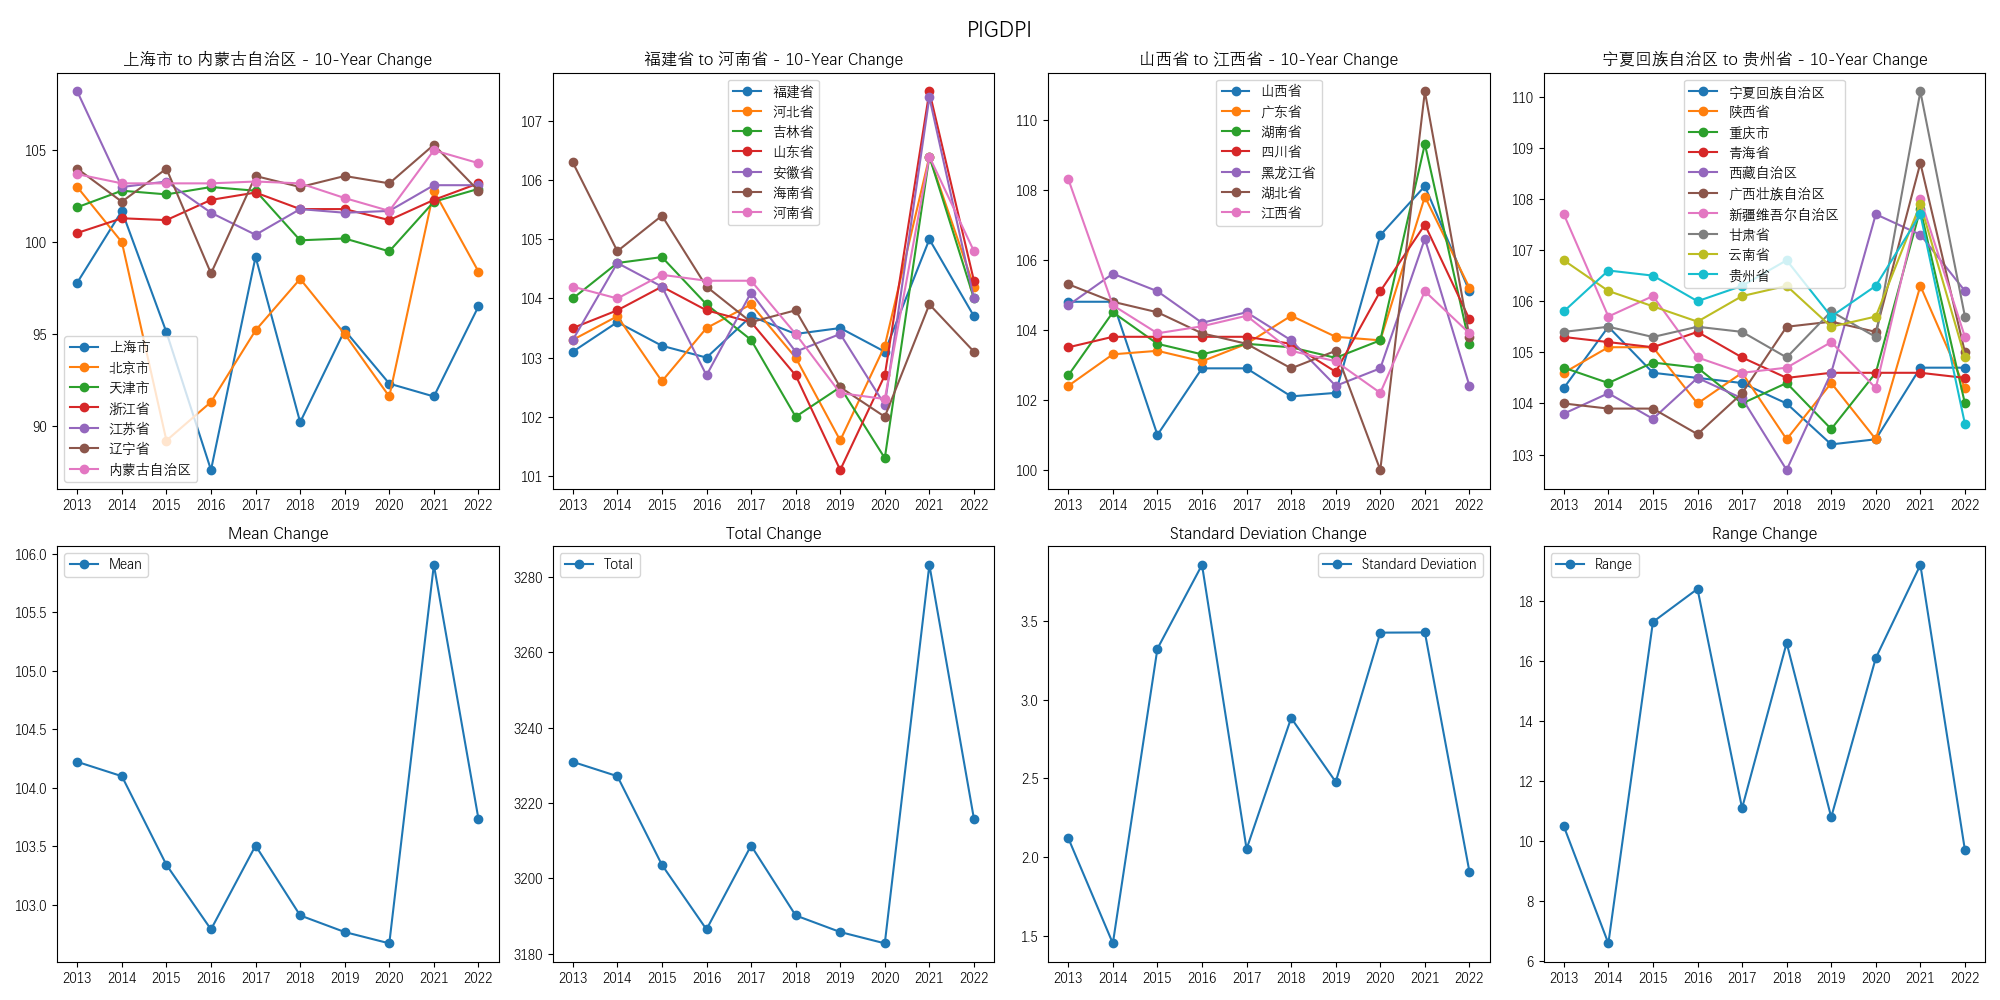 PIGDPI
上海市 to 内蒙古自治区 - 10-Year Change
105
100
95
90
上海市
北京市
天津市
浙江省
江苏省
辽宁省
内蒙古自治区
2013 2014 2015 2016 2017 2018 2019 2020 2021 2022
福建省 to 河南省 - 10-Year Change
107
106
105
104
103
102
101
福建省
河北省
吉林省
山东省
安徽省
海南省
河南省
2013 2014 2015 2016 2017 2018 2019 2020 2021 2022
山西省 to 江西省 - 10-Year Change
110
108
106
104
102
100
山西省
广东省
湖南省
四川省
黑龙江省
湖北省
江西省
2013 2014 2015 2016 2017 2018 2019 2020 2021 2022
宁夏回族自治区 to 贵州省 - 10-Year Change
110
109
108
107
106
105
104
103
宁夏回族自治区
陕西省
重庆市
青海省
西藏自治区
广西壮族自治区
新疆维吾尔自治区
甘肃省
云南省
贵州省
2013 2014 2015 2016 2017 2018 2019 2020 2021 2022
Mean Change
106.0
105.5
105.0
104.5
104.0
103.5
103.0
Mean
2013 2014 2015 2016 2017 2018 2019 2020 2021 2022
Total Change
3280
3260
3240
3220
3200
3180
Total
2013 2014 2015 2016 2017 2018 2019 2020 2021 2022
Standard Deviation Change
3.5
3.0
2.5
2.0
1.5
Standard Deviation
2013 2014 2015 2016 2017 2018 2019 2020 2021 2022
Range Change
18
16
14
12
10
8
6
Range
2013 2014 2015 2016 2017 2018 2019 2020 2021 2022